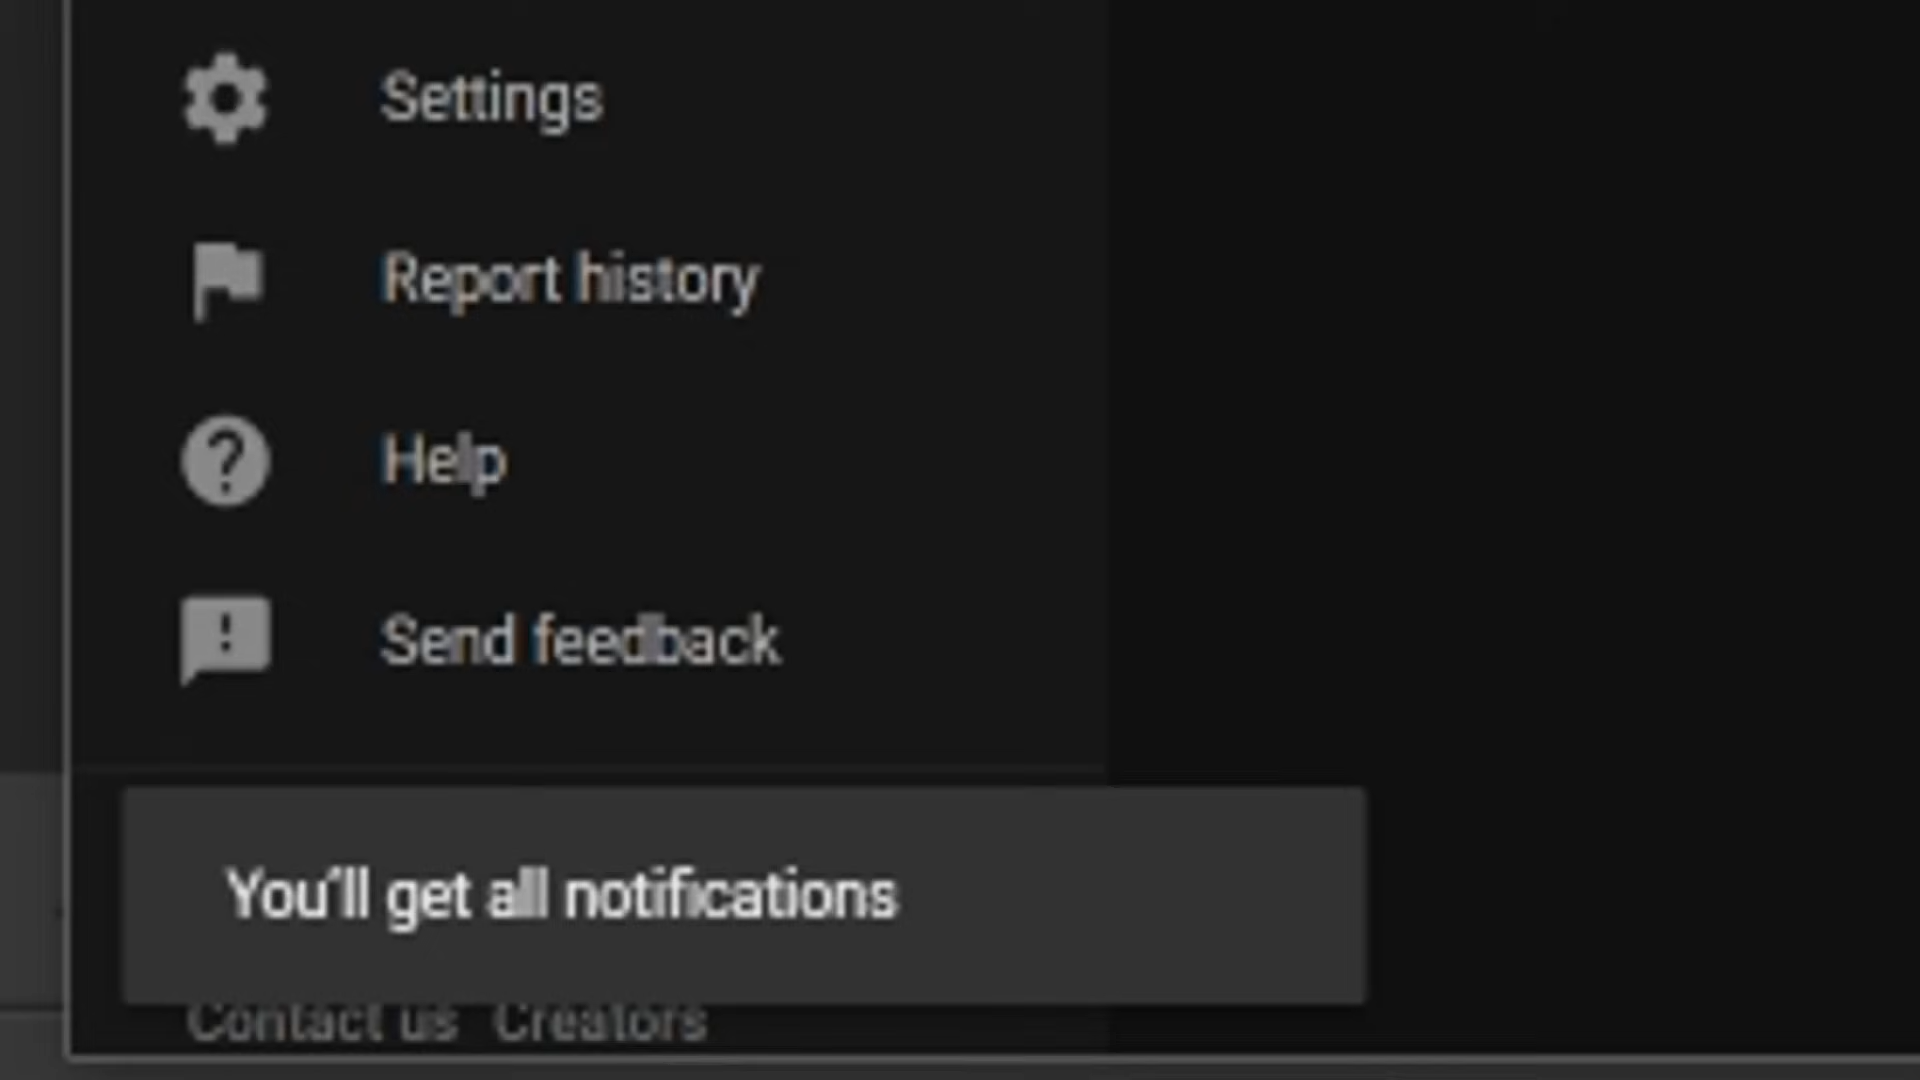 Settings
Report history
Help
Send feedback
You'll get all notifications
Contact us Creators